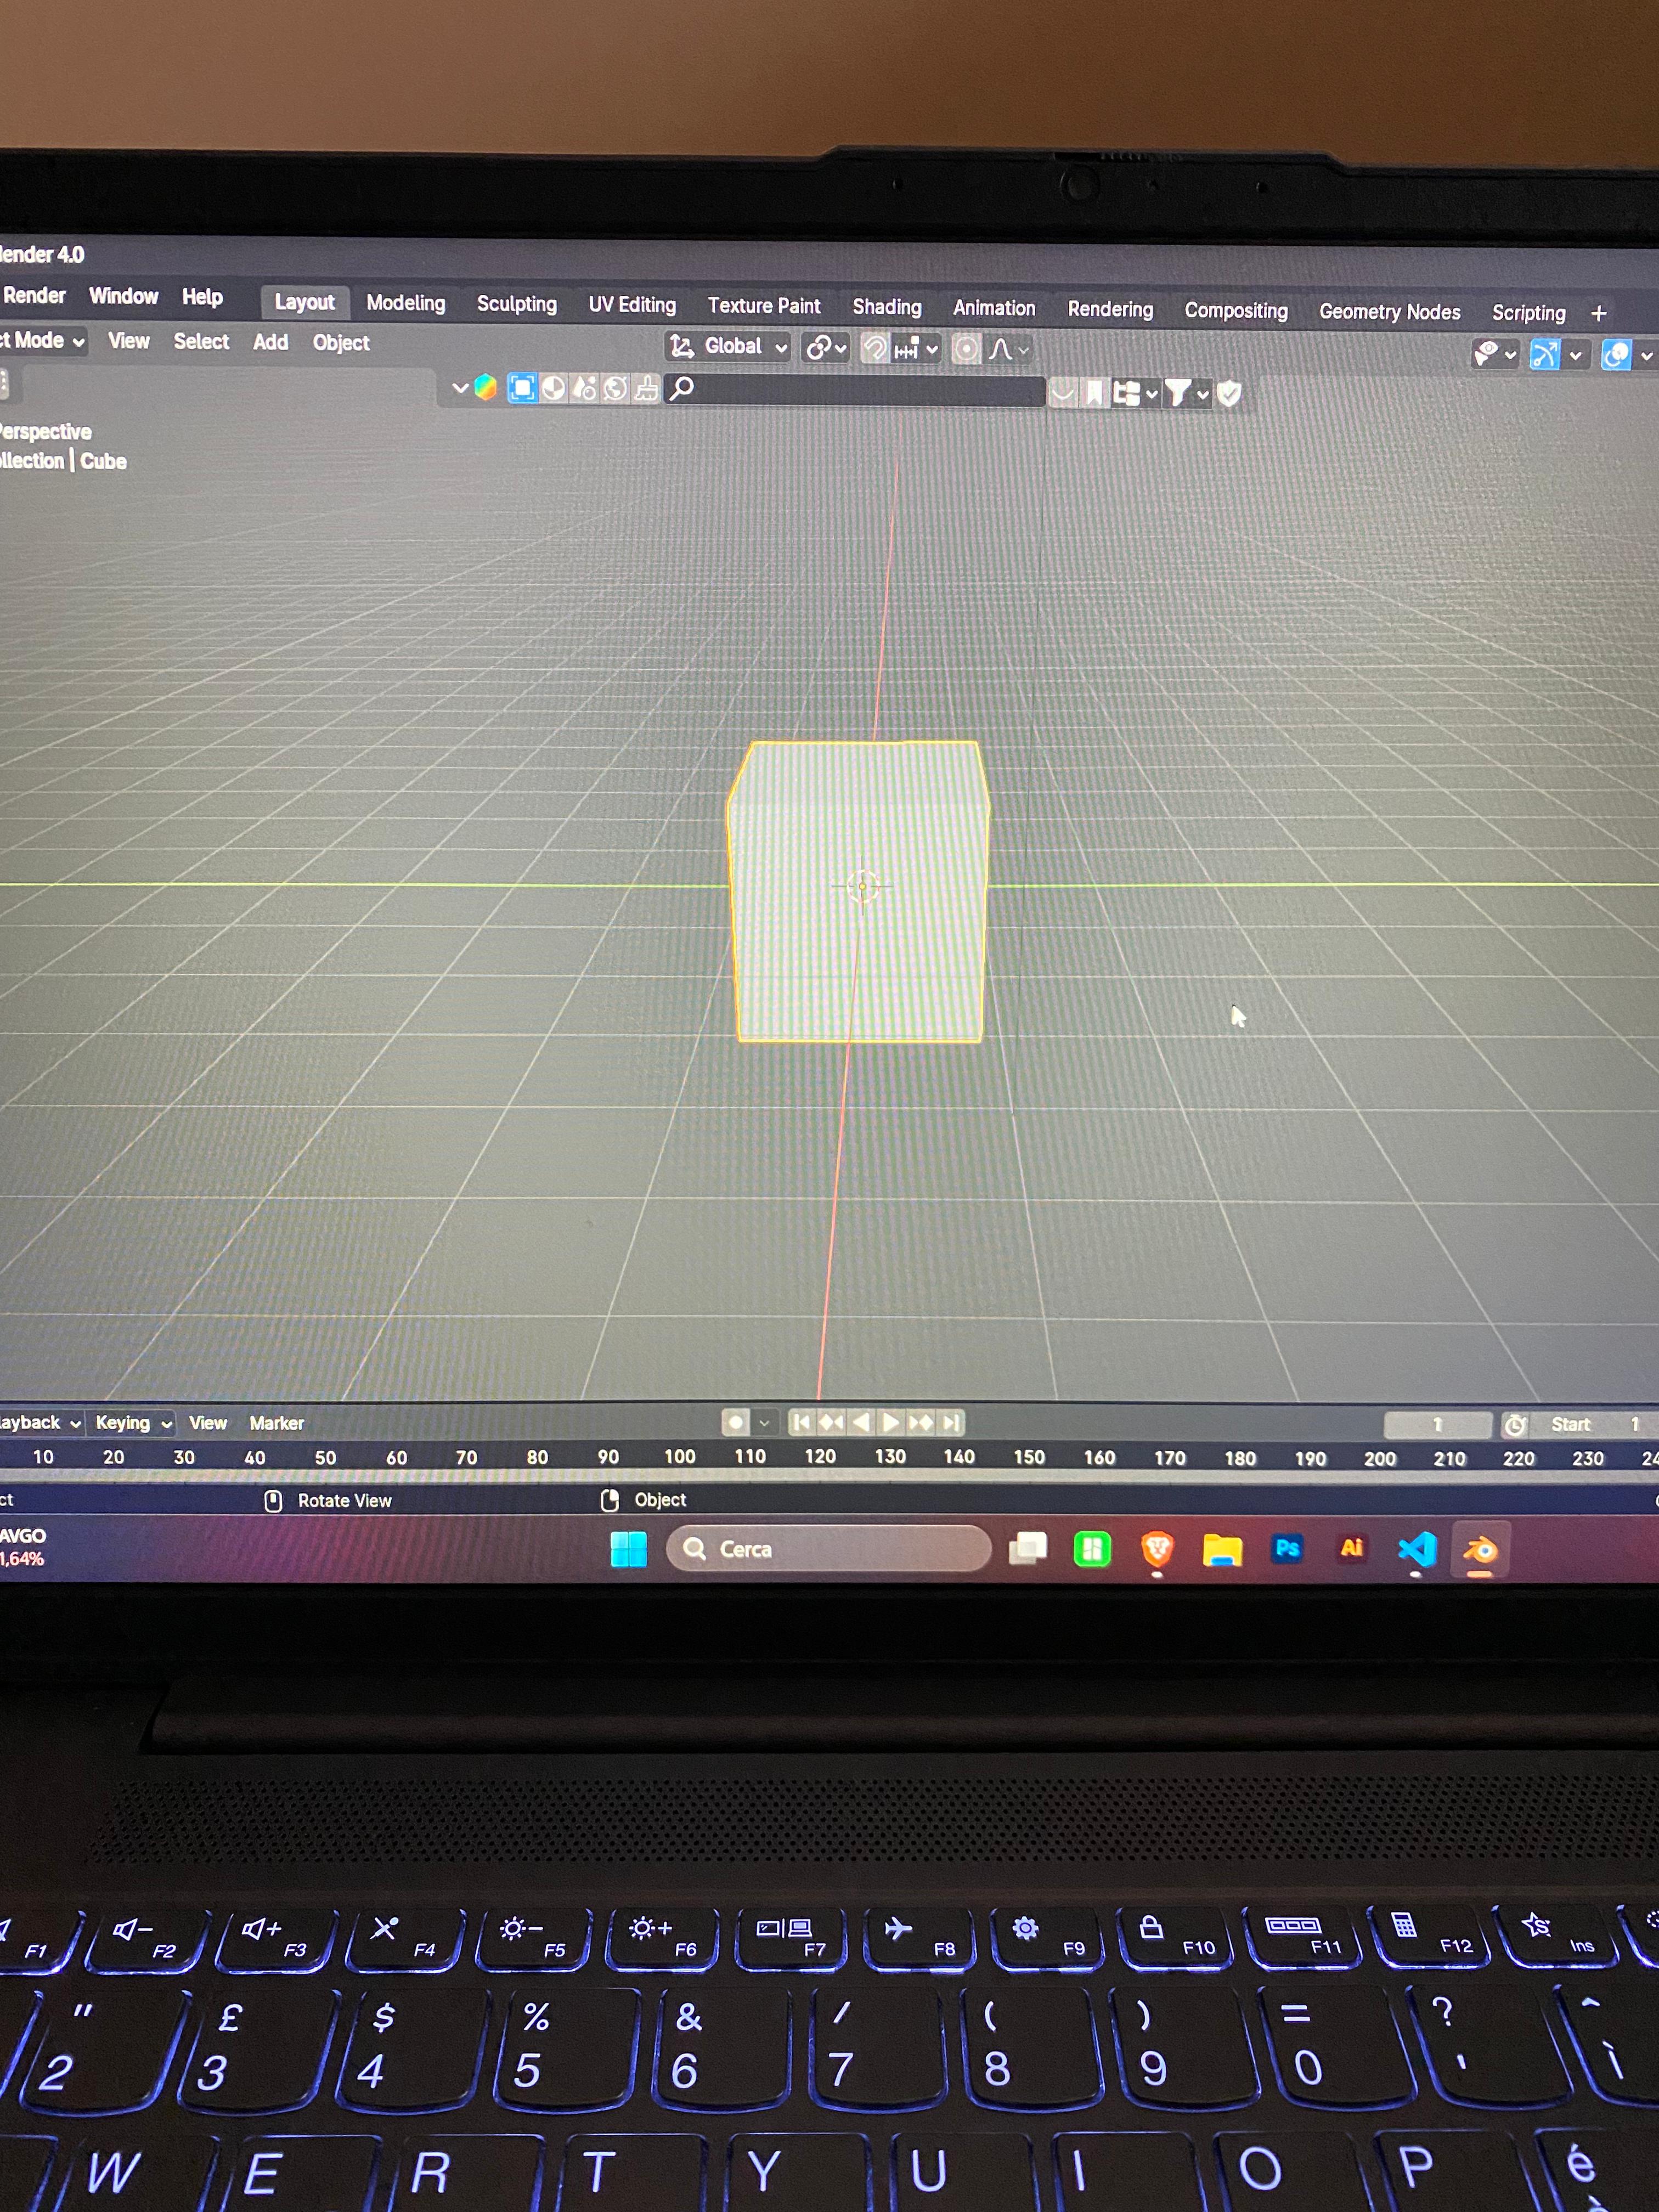 lender 4.0
Render Window Help Layout Modeling Sculpting UV Editing Texture Paint Shading Animation Rendering Compositing Geometry Nodes Scripting +
ct Mode View Select Add Object Global
Perspective
ollection | Cube
layback Keying View Marker 1 Start 1
10 20 30 40 50 60 70 80 90 100 110 120 130 140 150 160 170 180 190 200 210 220 230 24
ct Rotate View Object
AVGO
1,64%
Cerca Ps Ai
F1 F2 F3 F4 F5 F6 F7 F8 F9 F10 F11 F12 Ins
" £ $ % & / ( ) = ? ^
2 3 4 5 6 7 8 9 0 ' ì
W E R T Y U I O P é